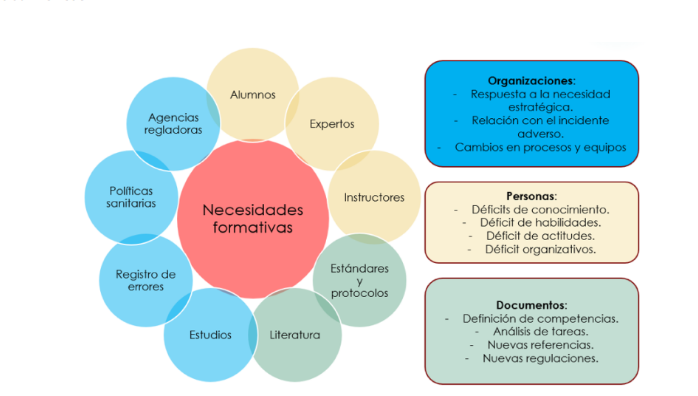 Alumnos
Expertos
Instructores
Estándares
y
protocolos
Literatura
Estudios
Registro de
errores
Políticas
sanitarias
Agencias
regladoras
Necesidades
formativas
Organizaciones:
- Respuesta a la necesidad
estratégica.
- Relación con el incidente
adverso.
- Cambios en procesos y equipos
Personas:
- Déficits de conocimiento.
- Déficit de habilidades.
- Déficit de actitudes.
- Déficit organizativos.
Documentos:
- Definición de competencias.
- Análisis de tareas.
- Nuevas referencias.
- Nuevas regulaciones.